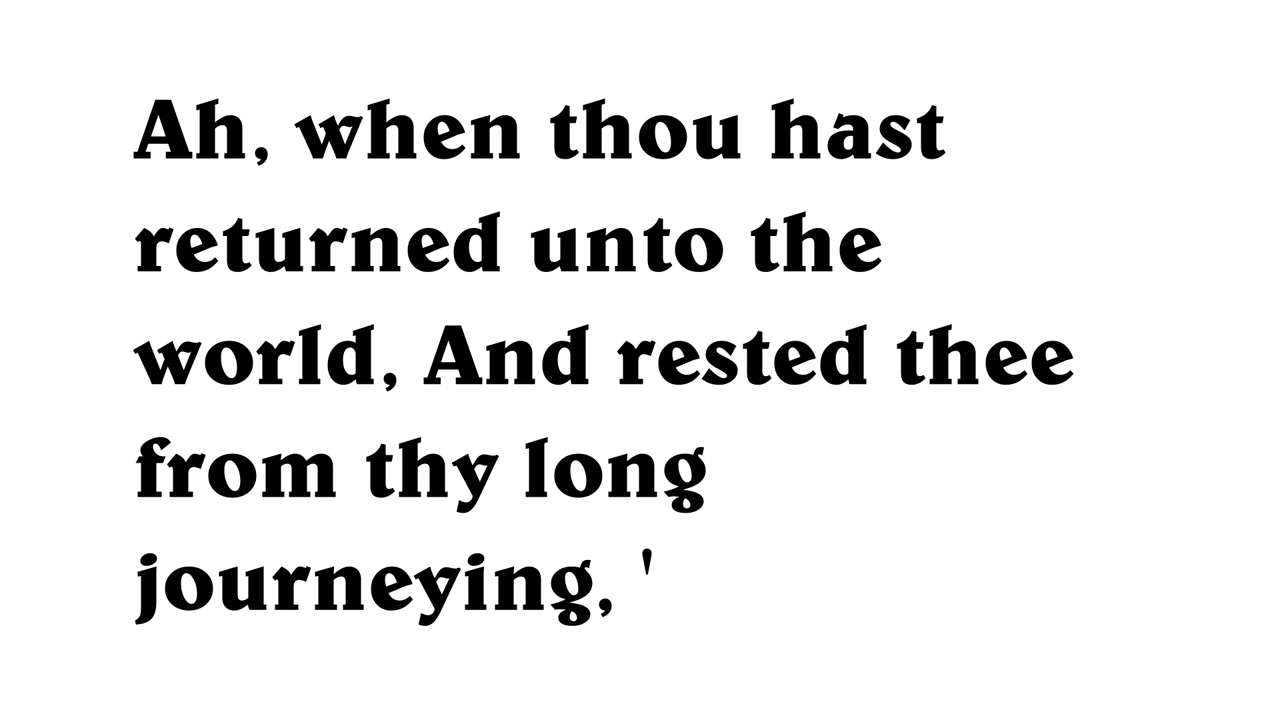 Ah, when thou hast
returned unto the
world, And rested thee
from thy long
journeying, '